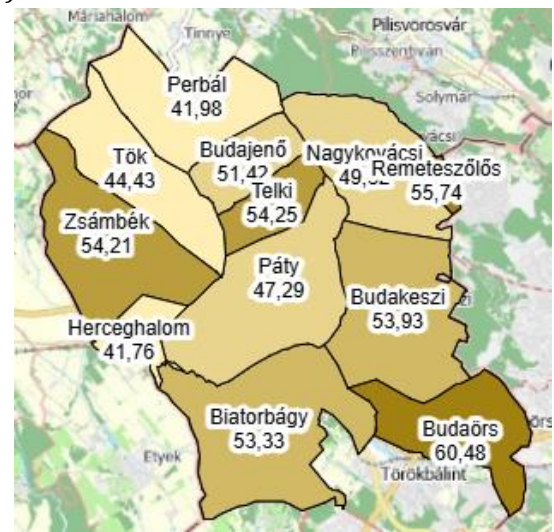 Máriahalom
Tinnye
Pilisvörösvár
Pilisszentiván
Perbál
41,98
Solymár
Tök
44,43
Budajenő
51,42
Nagykovácsi
Remeteszőlős
55,74
Telki
54,25
Zsámbék
54,21
Páty
47,29
Budakeszi
53,93
Herceghalom
41,76
Biatorbágy
53,33
Budaörs
60,48
Etyek
Törökbálint